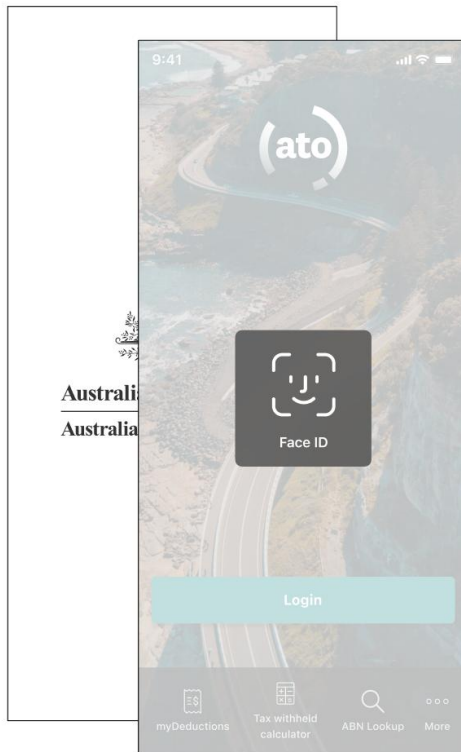 9:41
ato
Australia
Australia
Face ID
Login
myDeductions
Tax withheld
calculator
ABN Lookup
More